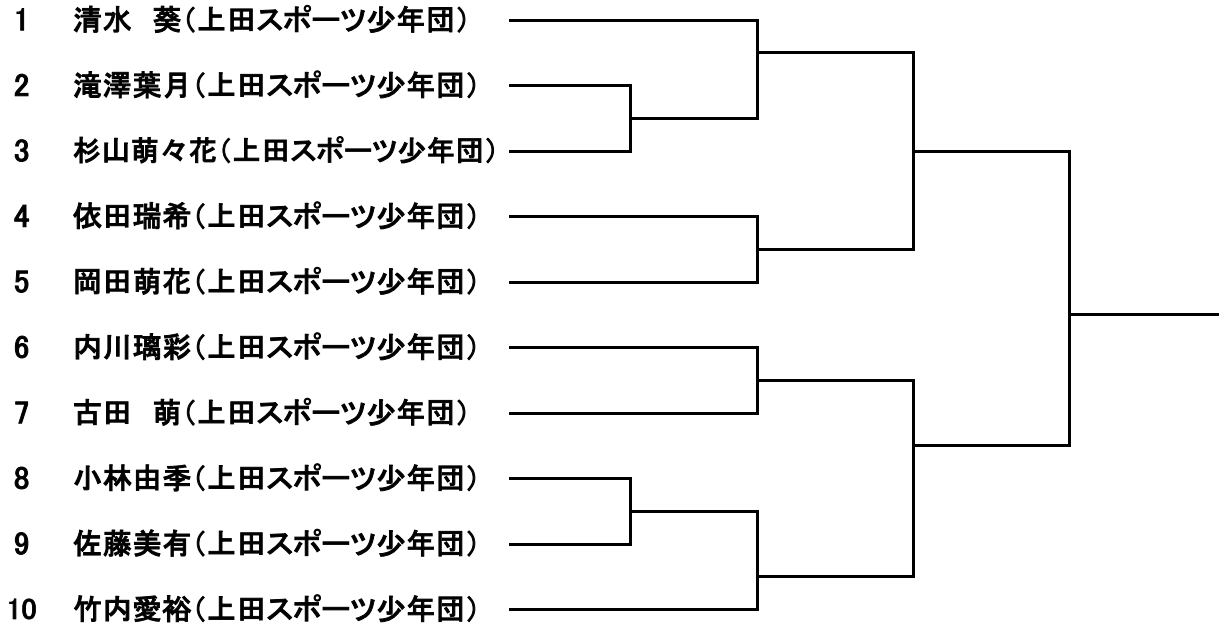 1 清水 葵(上田スポーツ少年団)
2 滝澤葉月(上田スポーツ少年団)
3 杉山萌々花(上田スポーツ少年団)
4 依田瑞希(上田スポーツ少年団)
5 岡田萌花(上田スポーツ少年団)
6 内川璃彩(上田スポーツ少年団)
7 古田 萌(上田スポーツ少年団)
8 小林由季(上田スポーツ少年団)
9 佐藤美有(上田スポーツ少年団)
10 竹内愛裕(上田スポーツ少年団)